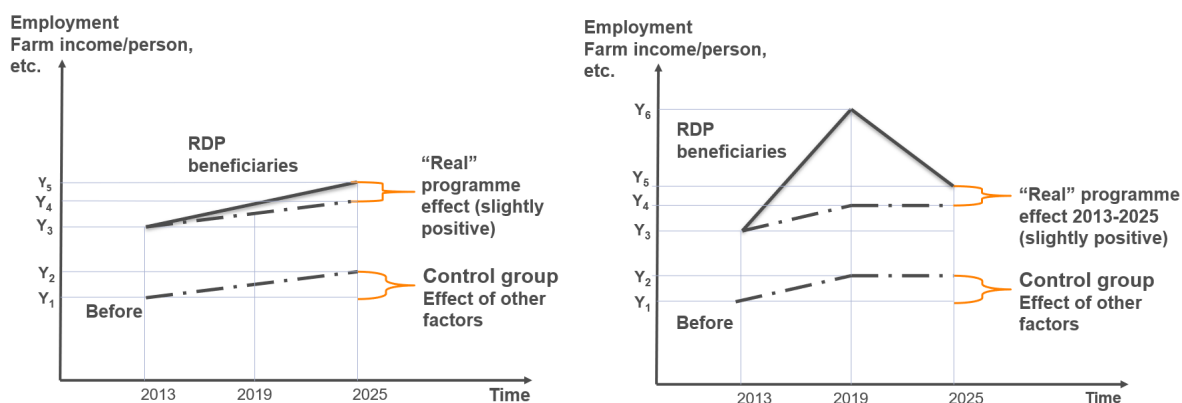 Employment
Farm income/person,
etc.
RDP
beneficiaries
Y5
Y4
Y3
Y2
Y1
“Real”
programme
effect (slightly
positive)
Control group
Effect of other
factors
Before
2013
2019
2025
Time
Employment
Farm income/person,
etc.
Y6
RDP
beneficiaries
Y5
Y4
Y3
Y2
Y1
“Real” programme
effect 2013-2025
(slightly positive)
Control group
Effect of other
factors
Before
2013
2019
2025
Time